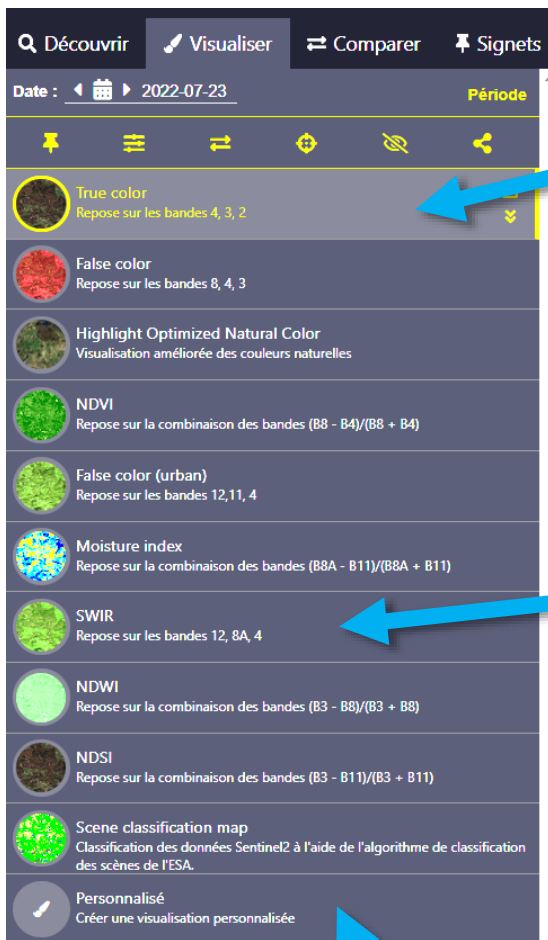 Découvrir Visualiser Comparer Signets
Date : 2022-07-23
Période
True color
Repose sur les bandes 4, 3, 2
False color
Repose sur les bandes 8, 4, 3
Highlight Optimized Natural Color
Visualisation améliorée des couleurs naturelles
NDVI
Repose sur la combinaison des bandes (B8 - B4)/(B8 + B4)
False color (urban)
Repose sur les bandes 12,11, 4
Moisture index
Repose sur la combinaison des bandes (B8A - B11)/(B8A + B11)
SWIR
Repose sur les bandes 12, 8A, 4
NDWI
Repose sur la combinaison des bandes (B3 - B8)/(B3 + B8)
NDSI
Repose sur la combinaison des bandes (B3 - B11)/(B3 + B11)
Scene classification map
Classification des données Sentinel2 à l'aide de l'algorithme de classification
des scènes de l'ESA.
Personnalisé
Créer une visualisation personnalisée